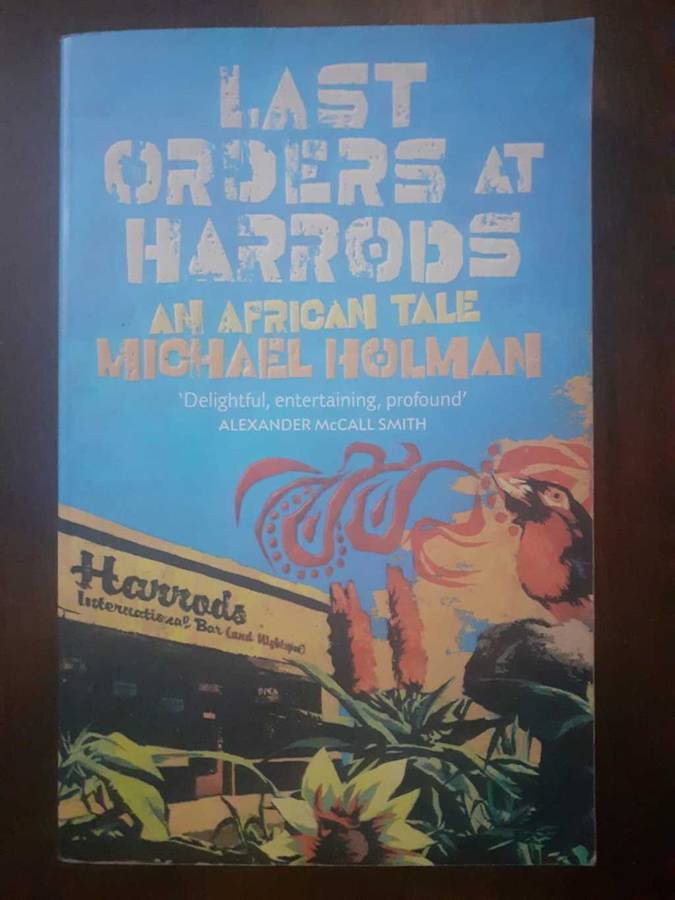 LAST
ORDERS AT
HARRODS
AN AFRICAN TALE
MICHAEL HOLMAN
'Delightful, entertaining, profound'
ALEXANDER McCALL SMITH
Harrods
International Bar (and Nightspot)
OPEN